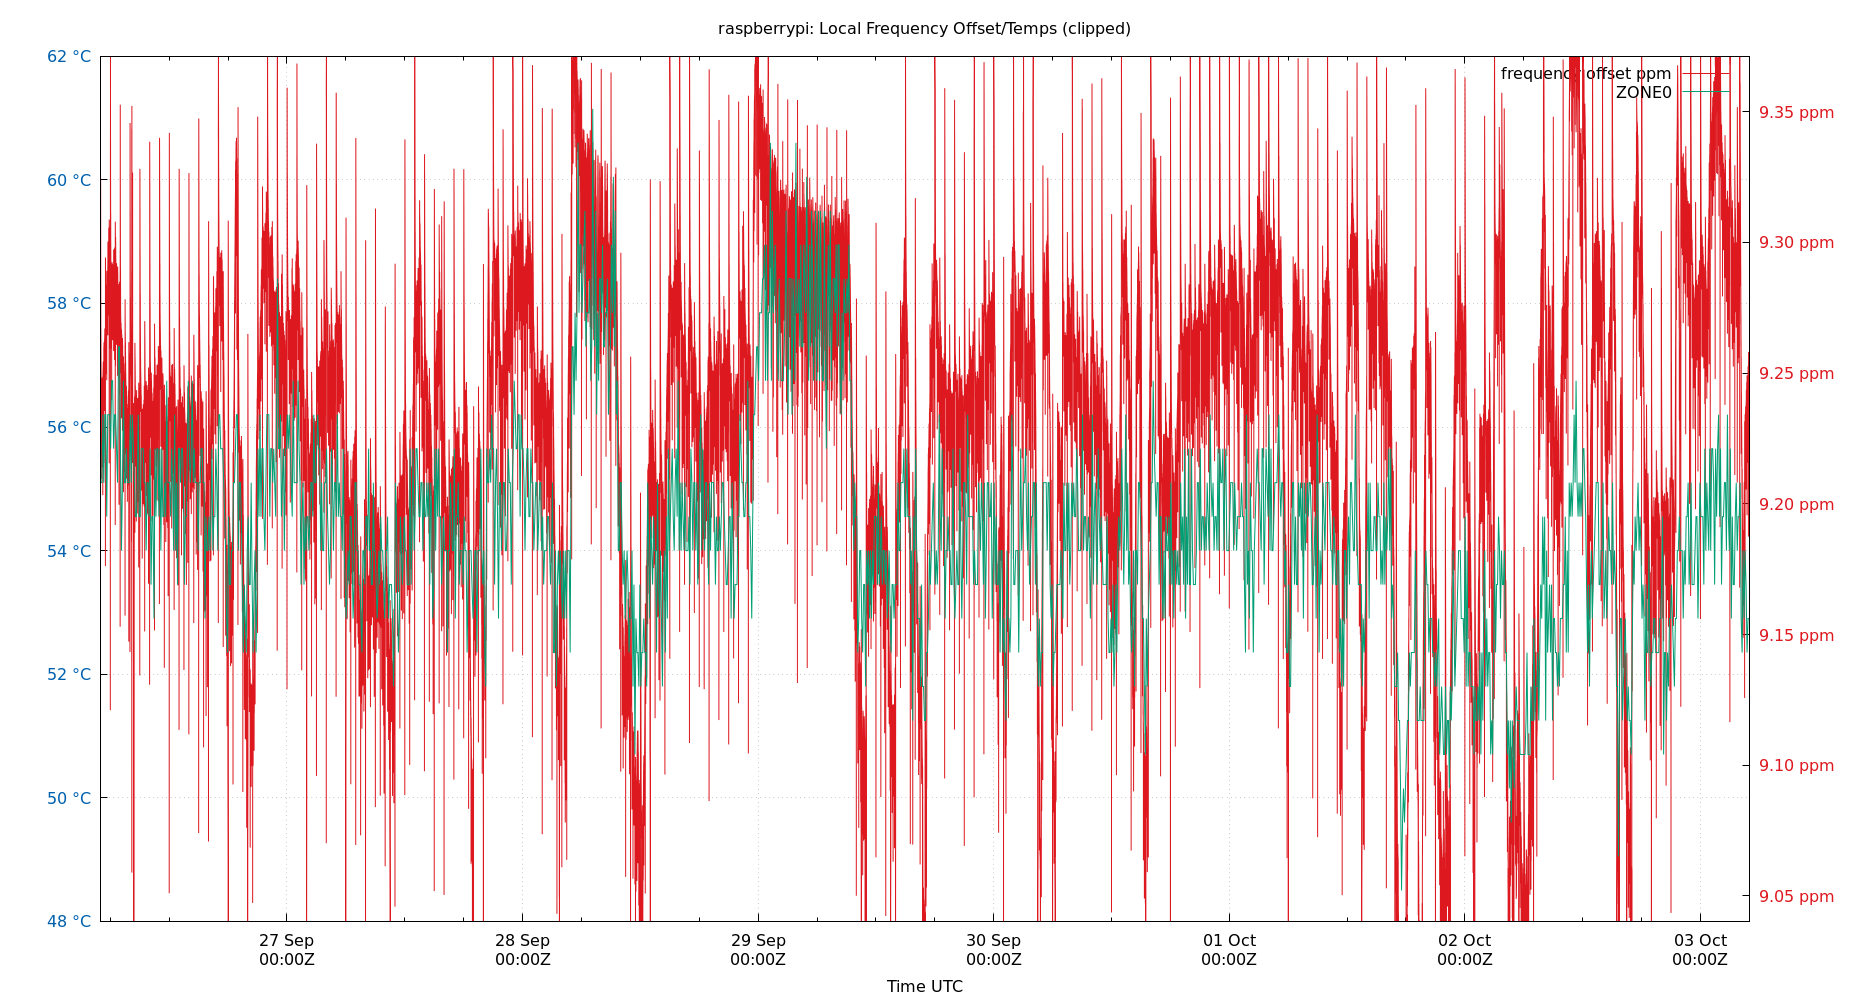 raspberrypi: Local Frequency Offset/Temps (clipped)
62 °C
60 °C
58 °C
56 °C
54 °C
52 °C
50 °C
48 °C
frequency offset ppm
ZONE0
9.35 ppm
9.30 ppm
9.25 ppm
9.20 ppm
9.15 ppm
9.10 ppm
9.05 ppm
27 Sep
00:00Z
28 Sep
00:00Z
29 Sep
00:00Z
30 Sep
00:00Z
01 Oct
00:00Z
02 Oct
00:00Z
03 Oct
00:00Z
Time UTC